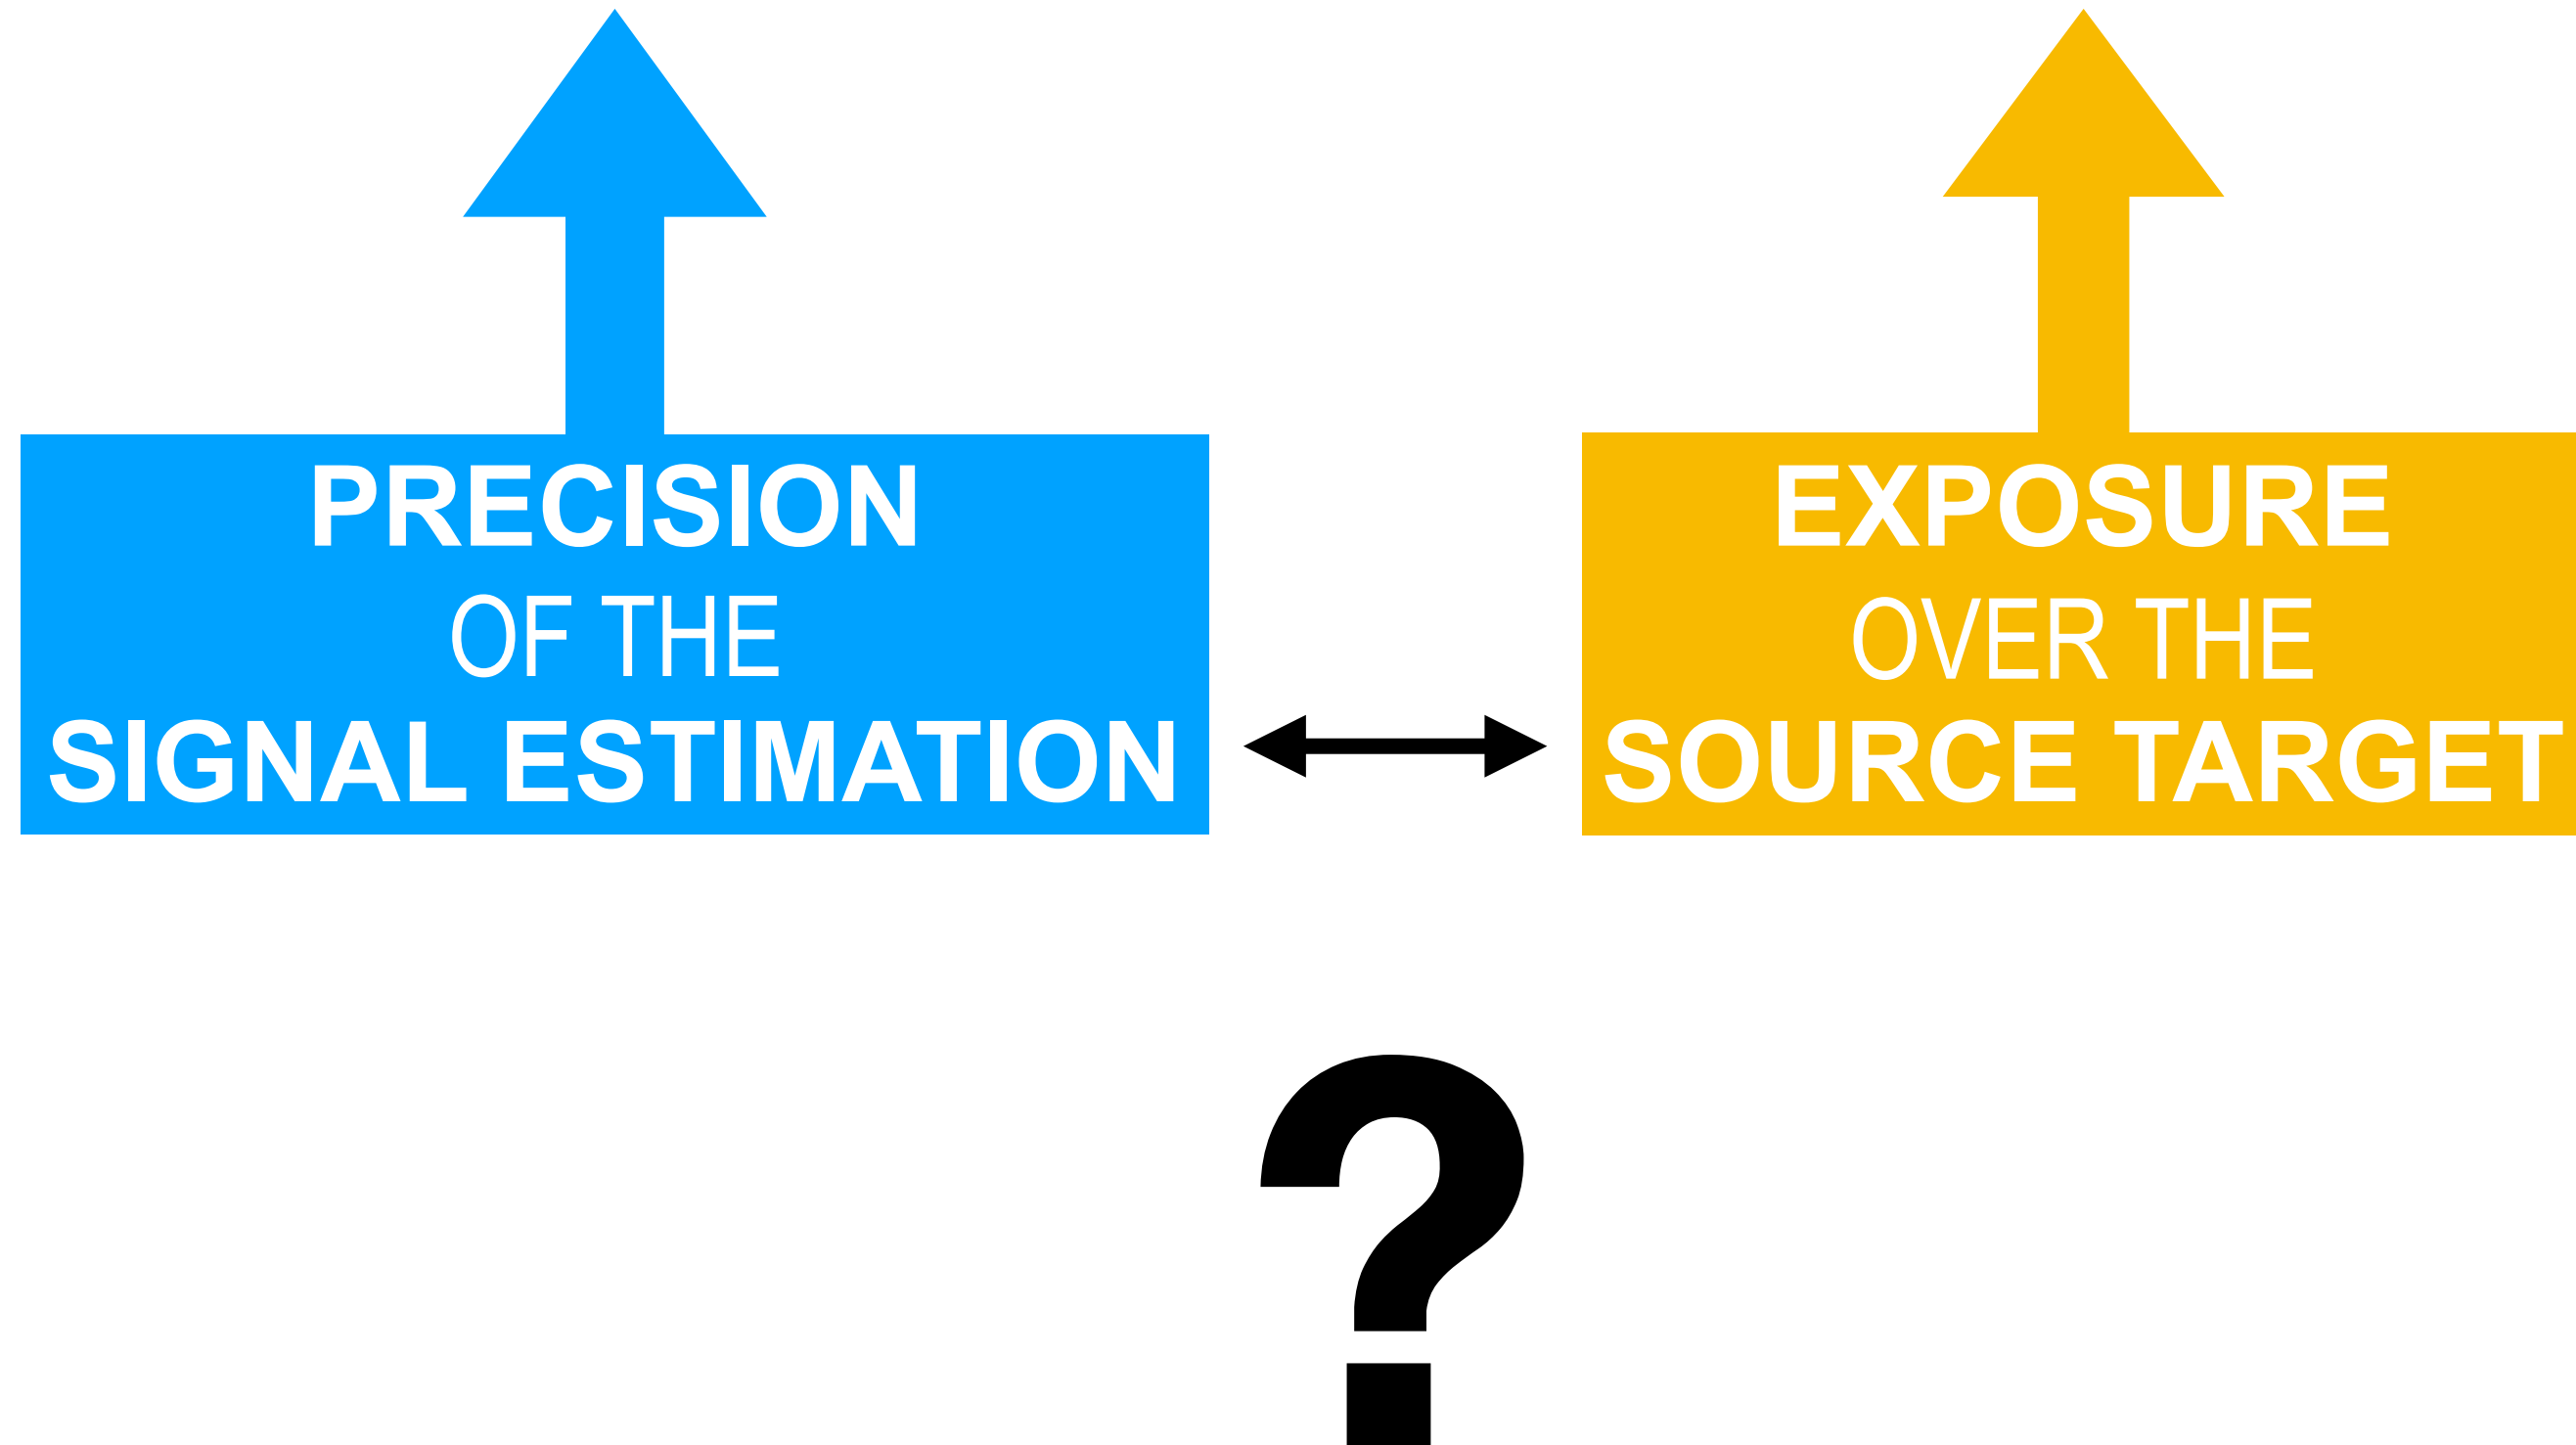 PRECISION
OF THE
SIGNAL ESTIMATION
EXPOSURE
OVER THE
SOURCE TARGET
?